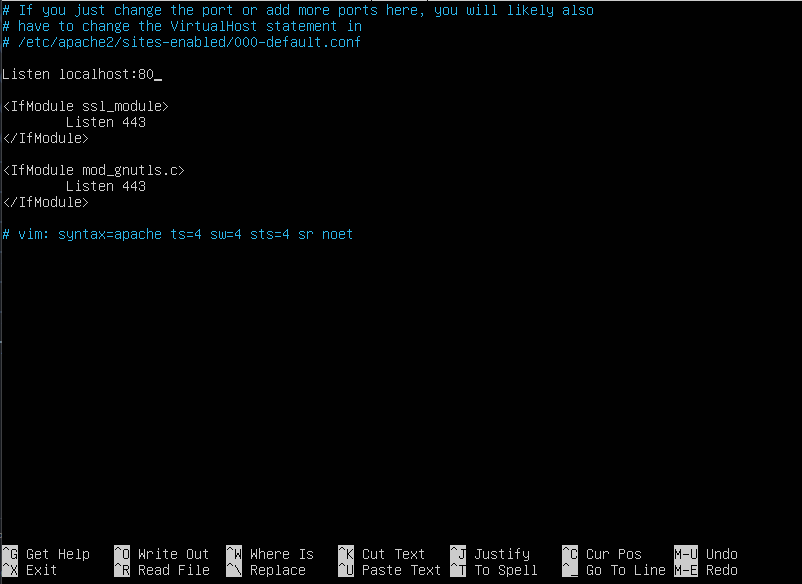 # If you just change the port or add more ports here, you will likely also
# have to change the VirtualHost statement in
# /etc/apache2/sites-enabled/000-default.conf
Listen localhost:80_
<IfModule ssl_module>
Listen 443
</IfModule>
<IfModule mod_gnutls.c>
Listen 443
</IfModule>
# vim: syntax=apache ts=4 sw=4 sts=4 sr noet
^G Get Help ^O Write Out ^W Where Is ^K Cut Text ^J Justify ^C Cur Pos M-U Undo
^X Exit ^R Read File ^\ Replace ^U Paste Text ^T To Spell ^_ Go To Line M-E Redo